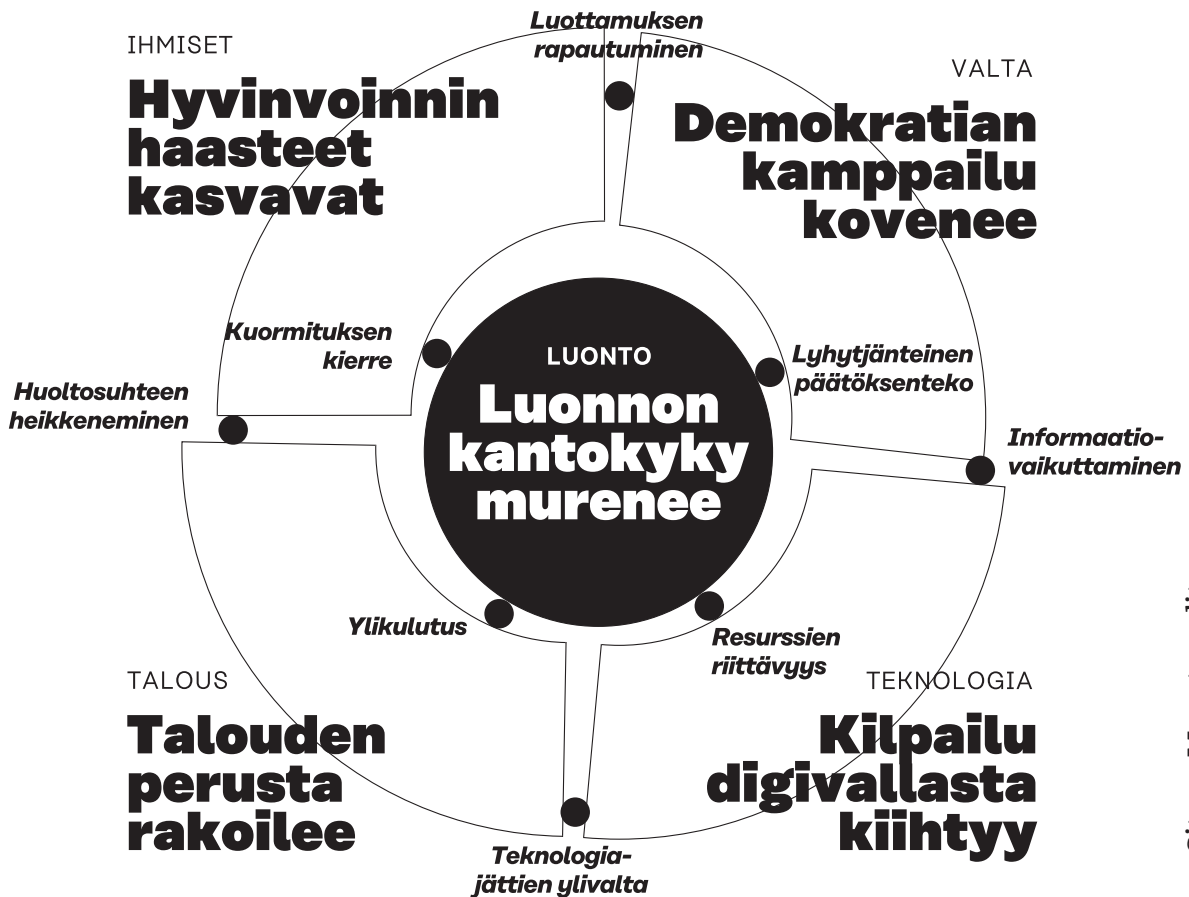 Luottamuksen
rapautuminen
IHMISET
Hyvinvoinnin
haasteet
kasvavat
VALTA
Demokratian
kamppailu
kovenee
Kuormituksen
kierre
Huoltosuhteen
heikkeneminen
LUONTO
Luonnon
kantokyky
murenee
Lyhytjänteinen
päätöksenteko
Informaatio-
vaikuttaminen
Ylikulutus
Resurssien
riittävyys
TALOUS
Talouden
perusta
rakoilee
TEKNOLOGIA
Kilpailu
digivallasta
kiihtyy
Teknologia-
jättien ylivalta